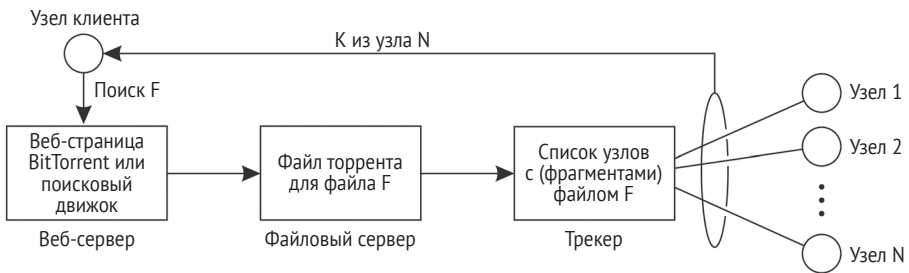 Узел клиента
K из узла N
Поиск F
Узел 1
Веб-страница
BitTorrent или
поисковый
движок
Файл торрента
для файла F
Список узлов
с (фрагментами)
файлом F
Узел 2
Веб-сервер
Файловый сервер
Трекер
Узел N